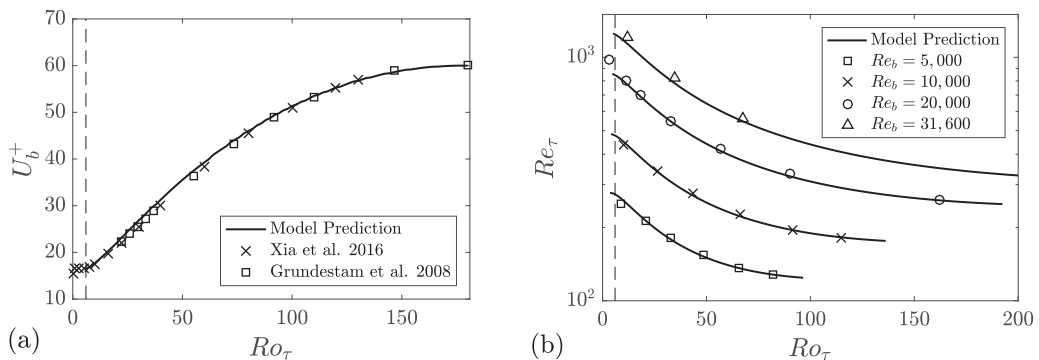 70
60
50
40
30
20
10
U_b^+
0
50
100
150
Ro_τ
Model Prediction
Xia et al. 2016
Grundestam et al. 2008
(a)
10^3
10^2
Re_τ
0
50
100
150
200
Ro_τ
Model Prediction
Re_b = 5,000
Re_b = 10,000
Re_b = 20,000
Re_b = 31,600
(b)